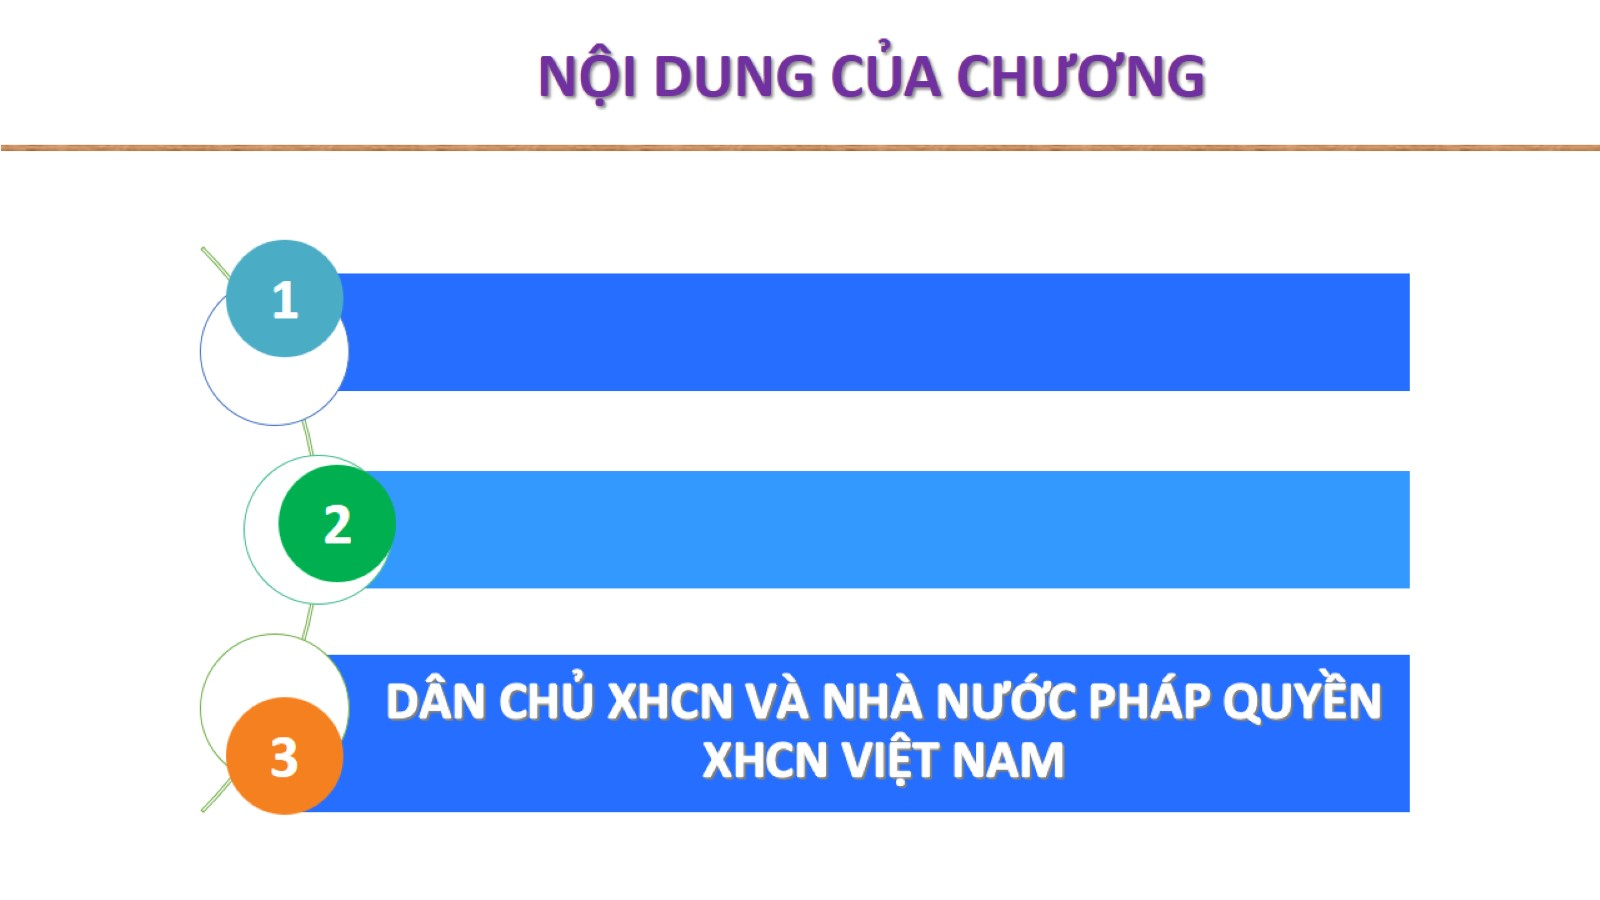 NỘI DUNG CỦA CHƯƠNG
1
2
3
DÂN CHỦ XHCN VÀ NHÀ NƯỚC PHÁP QUYỀN
XHCN VIỆT NAM